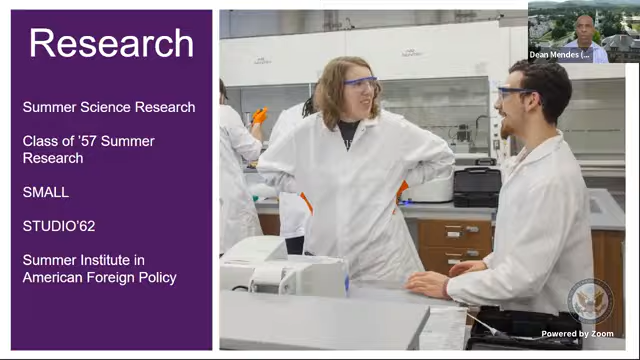 Research
Summer Science Research
Class of '57 Summer
Research
SMALL
STUDIO'62
Summer Institute in
American Foreign Policy
Dean Mendes (...
Powered by Zoom